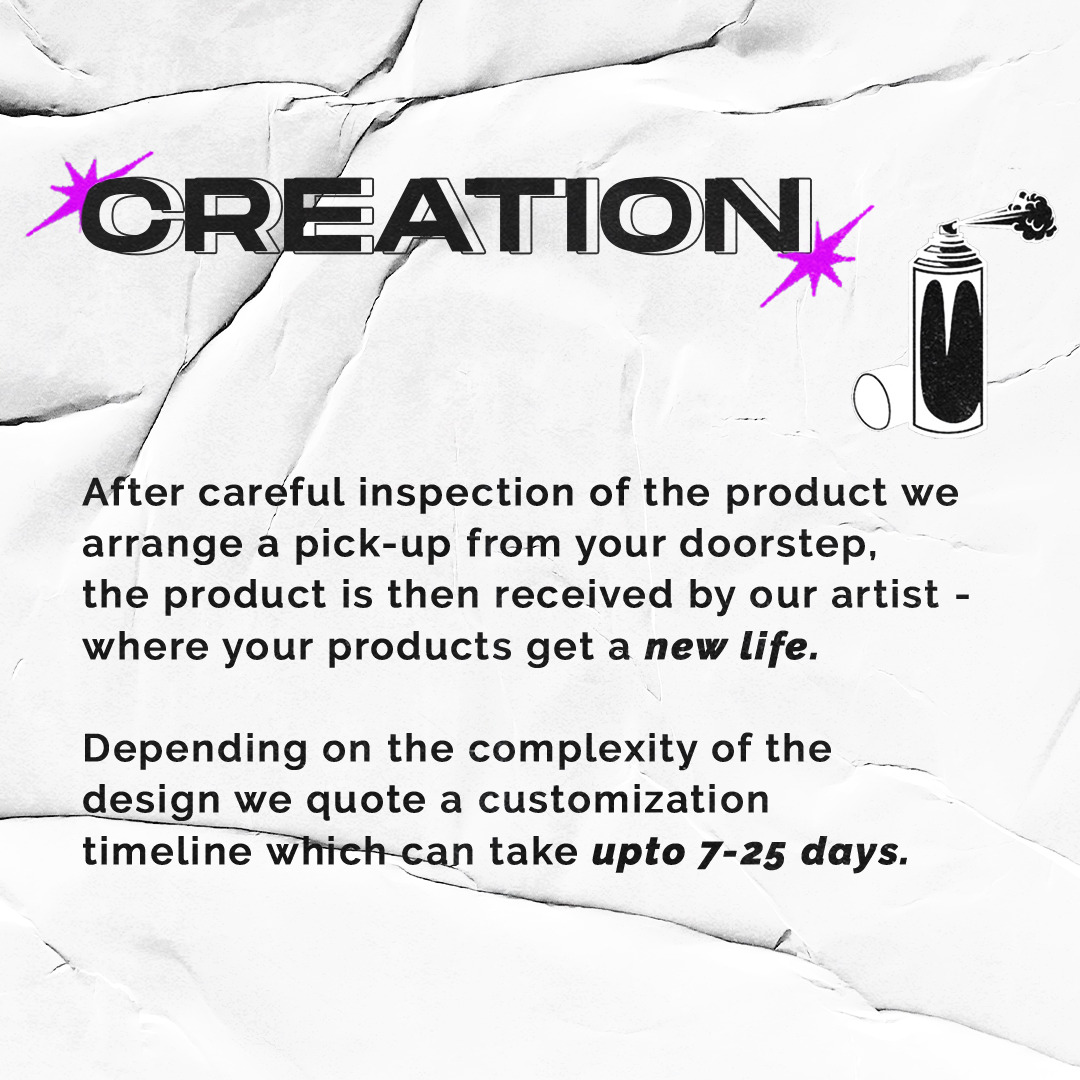 CREATION
After careful inspection of the product we
arrange a pick-up from your doorstep,
the product is then received by our artist -
where your products get a new life.
Depending on the complexity of the
design we quote a customization
timeline which can take upto 7-25 days.